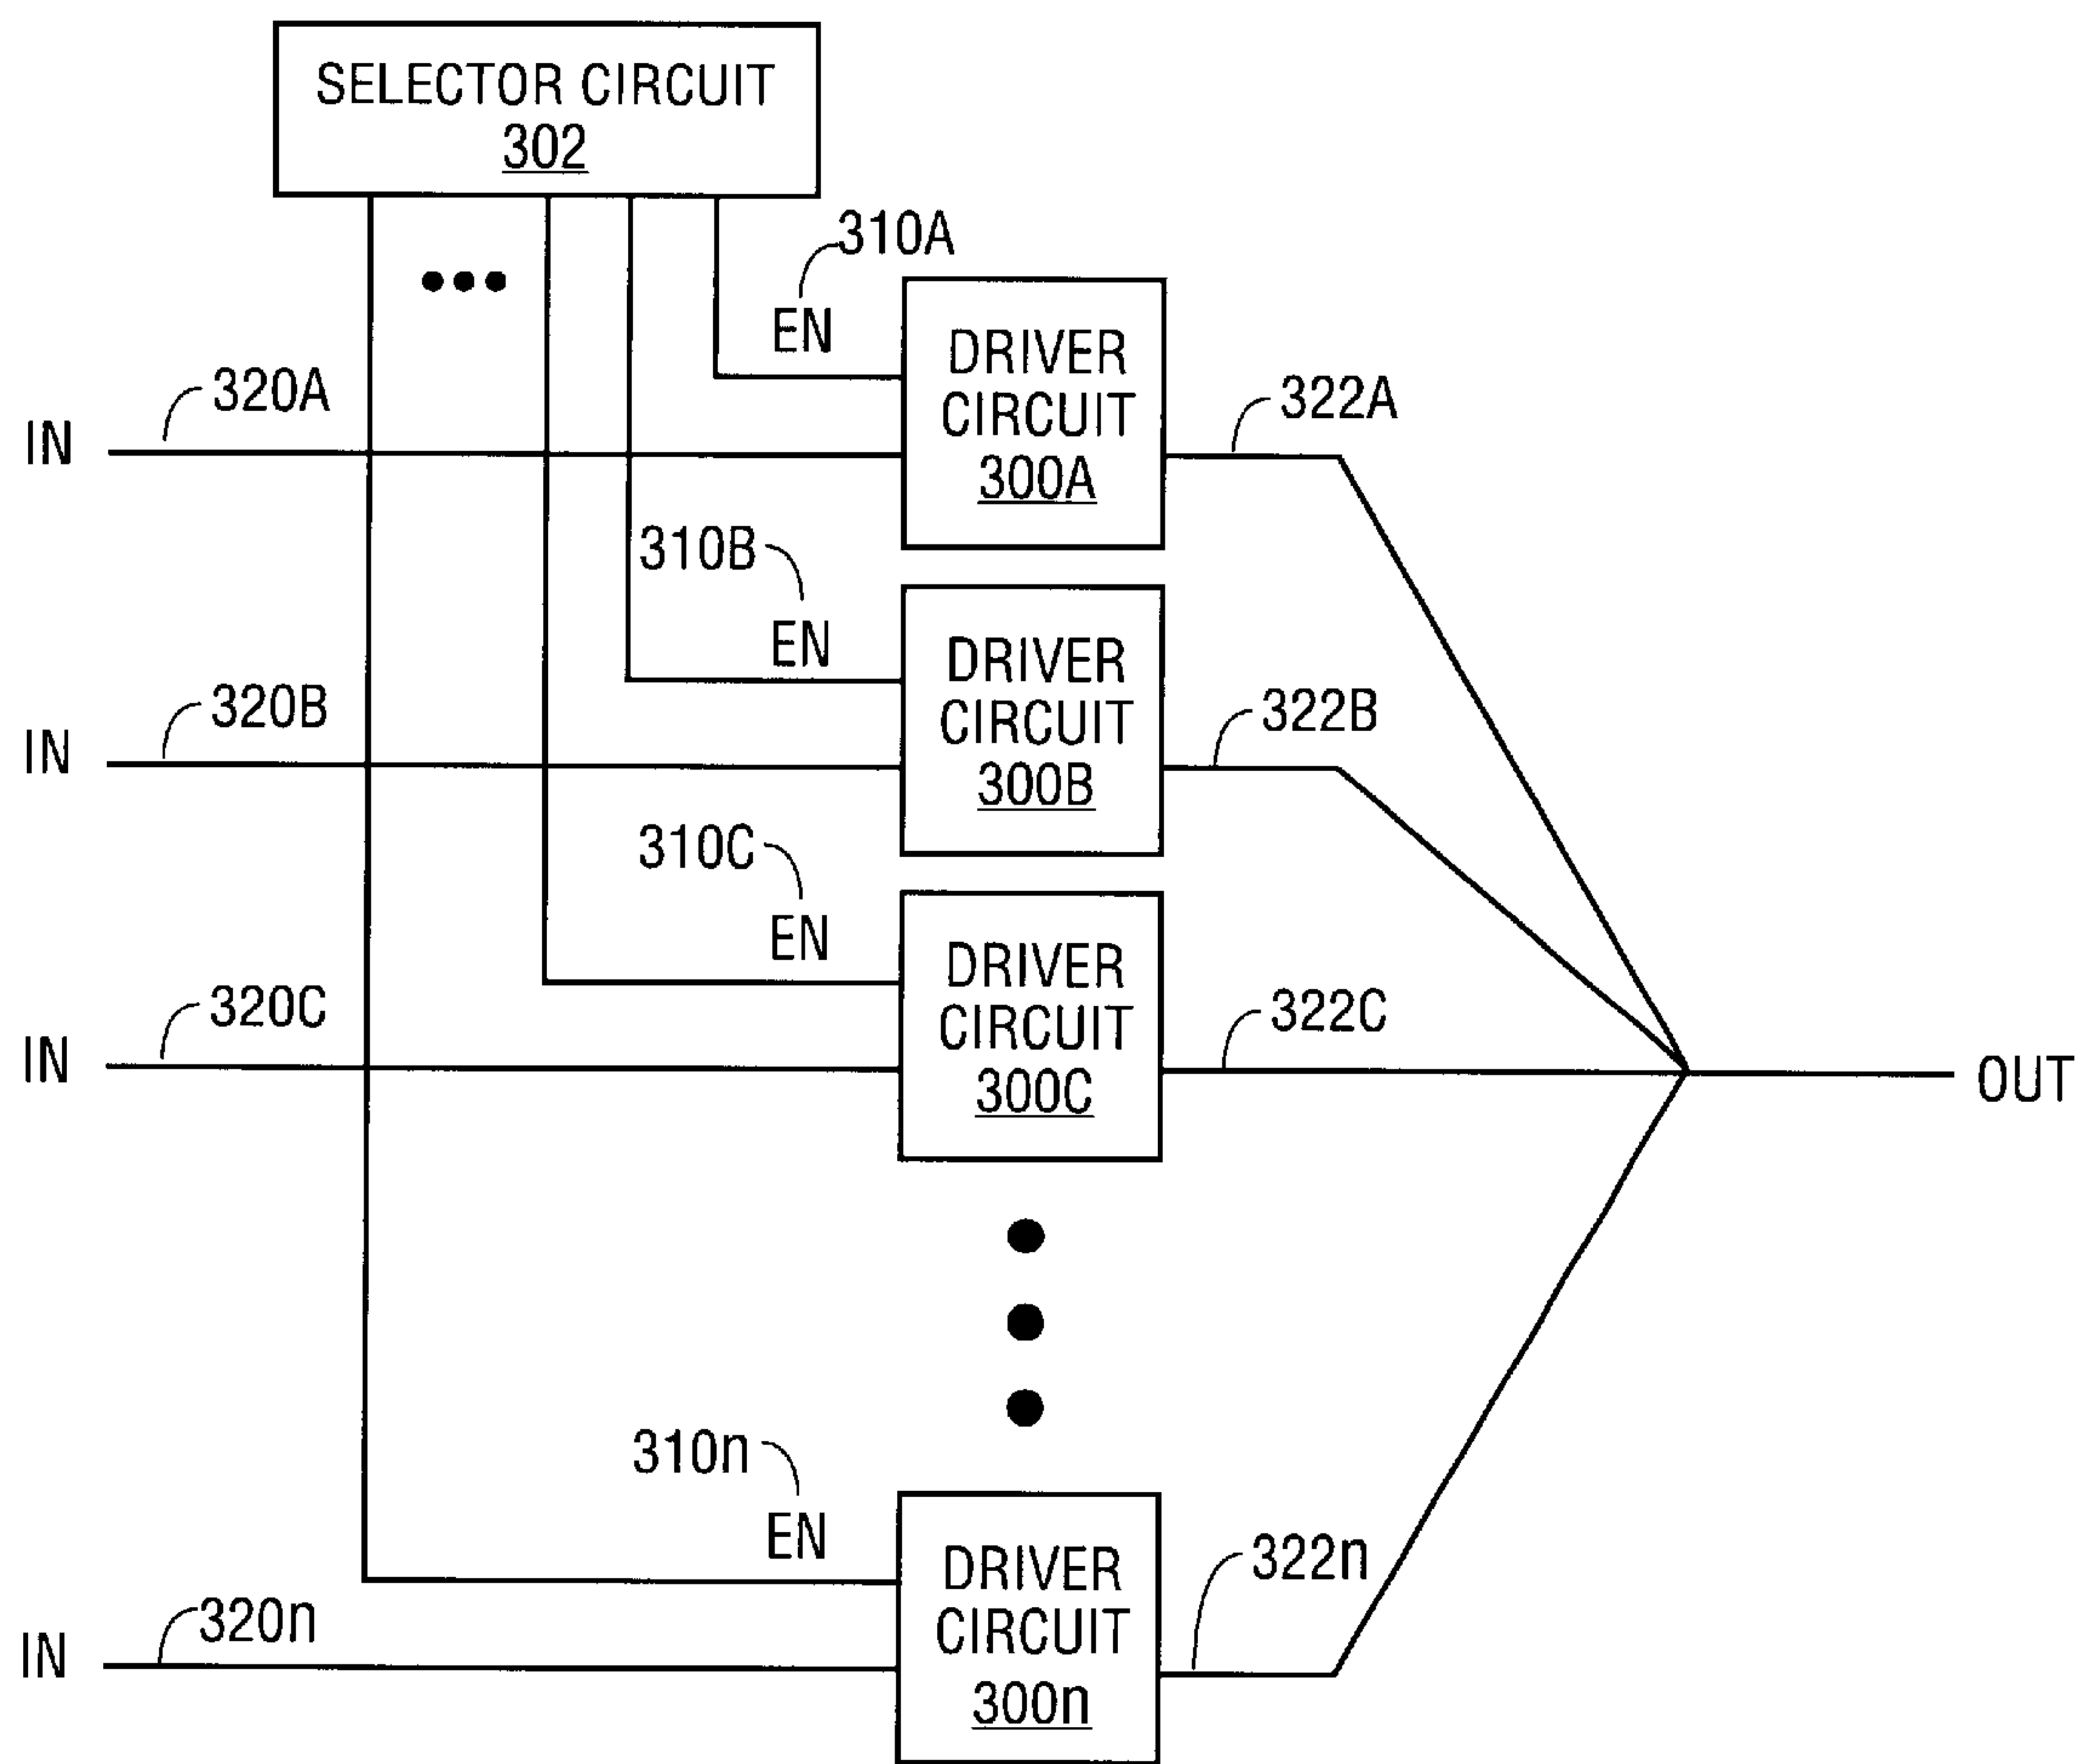 SELECTOR CIRCUIT
302
310A
EN
DRIVER
CIRCUIT
300A
320A
IN
322A
310B
EN
DRIVER
CIRCUIT
300B
320B
IN
322B
310C
EN
DRIVER
CIRCUIT
300C
320C
IN
322C
OUT
310n
EN
DRIVER
CIRCUIT
300n
320n
IN
322n